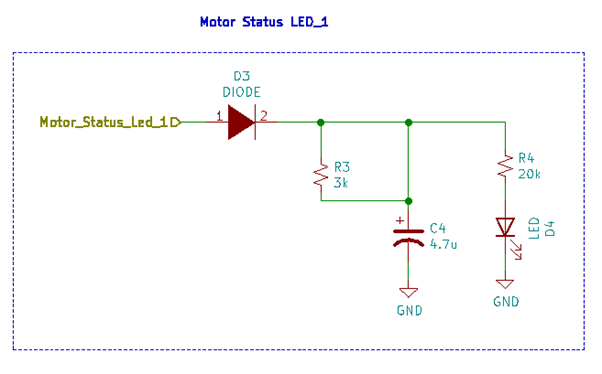 Motor Status LED_1
D3
DIODE
Motor_Status_Led_1
1
2
R3
3k
R4
20k
+
C4
4.7u
LED
D4
GND
GND